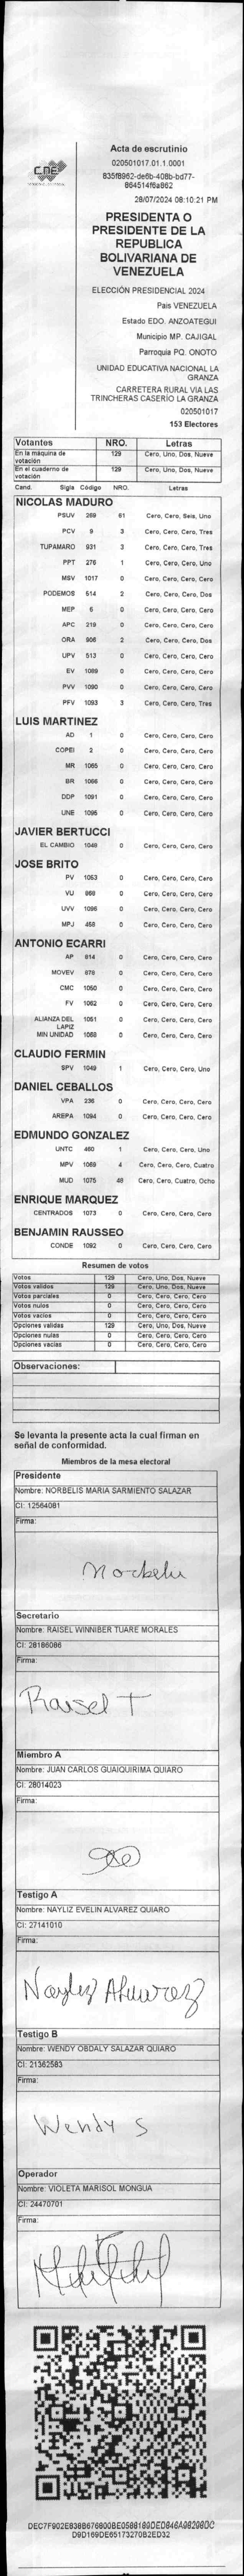 CNE
Acta de escrutinio
020501017.01.1.0001
835f8962-de6b-408b-bd77-
864514f6a862
28/07/2024 08:10:21 PM
PRESIDENTA O
PRESIDENTE DE LA
REPUBLICA
BOLIVARIANA DE
VENEZUELA
ELECCIÓN PRESIDENCIAL 2024
Pais VENEZUELA
Estado EDO. ANZOATEGUI
Municipio MP. CAJIGAL
Parroquia PQ. ONOTO
UNIDAD EDUCATIVA NACIONAL LA
GRANZA
CARRETERA RURAL VÍA LAS
TRINCHERAS CASERÍO LA GRANZA
020501017
153 Electores
Votantes NRO. Letras
En la máquina de votación 129 Cero, Uno, Dos, Nueve
En el cuaderno de votación 129 Cero, Uno, Dos, Nueve
Cand. Sigla Código NRO. Letras
NICOLAS MADURO
PSUV 269 61 Cero, Cero, Seis, Uno
PCV 9 3 Cero, Cero, Cero, Tres
TUPAMARO 931 3 Cero, Cero, Cero, Tres
PPT 276 1 Cero, Cero, Cero, Uno
MSV 1017 0 Cero, Cero, Cero, Cero
PODEMOS 514 2 Cero, Cero, Cero, Dos
MEP 6 0 Cero, Cero, Cero, Cero
APC 219 0 Cero, Cero, Cero, Cero
ORA 906 2 Cero, Cero, Cero, Dos
UPV 513 0 Cero, Cero, Cero, Cero
EV 1089 0 Cero, Cero, Cero, Cero
PVV 1090 0 Cero, Cero, Cero, Cero
PFV 1093 3 Cero, Cero, Cero, Tres
LUIS MARTINEZ
AD 1 0 Cero, Cero, Cero, Cero
COPEI 2 0 Cero, Cero, Cero, Cero
MR 1065 0 Cero, Cero, Cero, Cero
BR 1066 0 Cero, Cero, Cero, Cero
DDP 1091 0 Cero, Cero, Cero, Cero
UNE 1095 0 Cero, Cero, Cero, Cero
JAVIER BERTUCCI
EL CAMBIO 1048 0 Cero, Cero, Cero, Cero
JOSE BRITO
PV 1053 0 Cero, Cero, Cero, Cero
VU 968 0 Cero, Cero, Cero, Cero
UVV 1096 0 Cero, Cero, Cero, Cero
MPJ 458 0 Cero, Cero, Cero, Cero
ANTONIO ECARRI
AP 814 0 Cero, Cero, Cero, Cero
MOVEV 878 0 Cero, Cero, Cero, Cero
CMC 1050 0 Cero, Cero, Cero, Cero
FV 1052 0 Cero, Cero, Cero, Cero
ALIANZA DEL LAPIZ 1051 0 Cero, Cero, Cero, Cero
MIN UNIDAD 1068 0 Cero, Cero, Cero, Cero
CLAUDIO FERMIN
SPV 1049 1 Cero, Cero, Cero, Uno
DANIEL CEBALLOS
VPA 236 0 Cero, Cero, Cero, Cero
AREPA 1094 0 Cero, Cero, Cero, Cero
EDMUNDO GONZALEZ
UNTC 460 1 Cero, Cero, Cero, Uno
MPV 1069 4 Cero, Cero, Cero, Cuatro
MUD 1075 48 Cero, Cero, Cuatro, Ocho
ENRIQUE MARQUEZ
CENTRADOS 1073 0 Cero, Cero, Cero, Cero
BENJAMIN RAUSSEO
CONDE 1092 0 Cero, Cero, Cero, Cero
Resumen de votos
Votos 129 Cero, Uno, Dos, Nueve
Votos validos 129 Cero, Uno, Dos, Nueve
Votos parciales 0 Cero, Cero, Cero, Cero
Votos nulos 0 Cero, Cero, Cero, Cero
Votos vacios 0 Cero, Cero, Cero, Cero
Opciones validas 129 Cero, Uno, Dos, Nueve
Opciones nulas 0 Cero, Cero, Cero, Cero
Opciones vacias 0 Cero, Cero, Cero, Cero
Observaciones:
Se levanta la presente acta la cual firman en
señal de conformidad.
Miembros de la mesa electoral
Presidente
Nombre: NORBELIS MARIA SARMIENTO SALAZAR
CI: 12564081
Firma:
Norbelis
Secretario
Nombre: RAISEL WINNIBER TUARE MORALES
CI: 28186086
Firma:
Raisel T
Miembro A
Nombre: JUAN CARLOS GUAIQUIRIMA QUIARO
CI: 28014023
Firma:
Testigo A
Nombre: NAYLIZ EVELIN ALVAREZ QUIARO
CI: 27141010
Firma:
Nayliz Alvarez
Testigo B
Nombre: WENDY OBDALY SALAZAR QUIARO
CI: 21362583
Firma:
Wendy S
Operador
Nombre: VIOLETA MARISOL MONGUA
CI: 24470701
Firma: